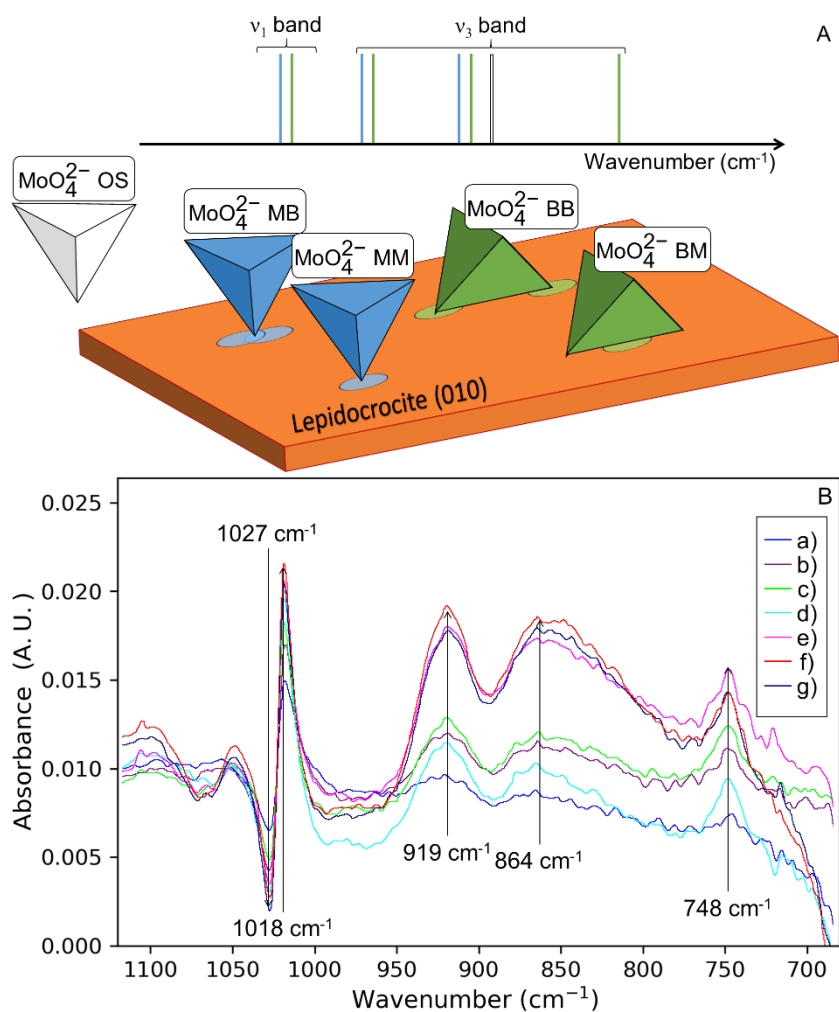 A
ν₁ band
ν₃ band
Wavenumber (cm⁻¹)
MoO₄²⁻ OS
MoO₄²⁻ MB
MoO₄²⁻ MM
MoO₄²⁻ BB
MoO₄²⁻ BM
Lepidocrocite (010)
B
0.025
0.020
0.015
0.010
0.005
0.000
Absorbance (A. U.)
1027 cm⁻¹
1018 cm⁻¹
919 cm⁻¹
864 cm⁻¹
748 cm⁻¹
a)
b)
c)
d)
e)
f)
g)
1100 1050 1000 950 900 850 800 750 700
Wavenumber (cm⁻¹)